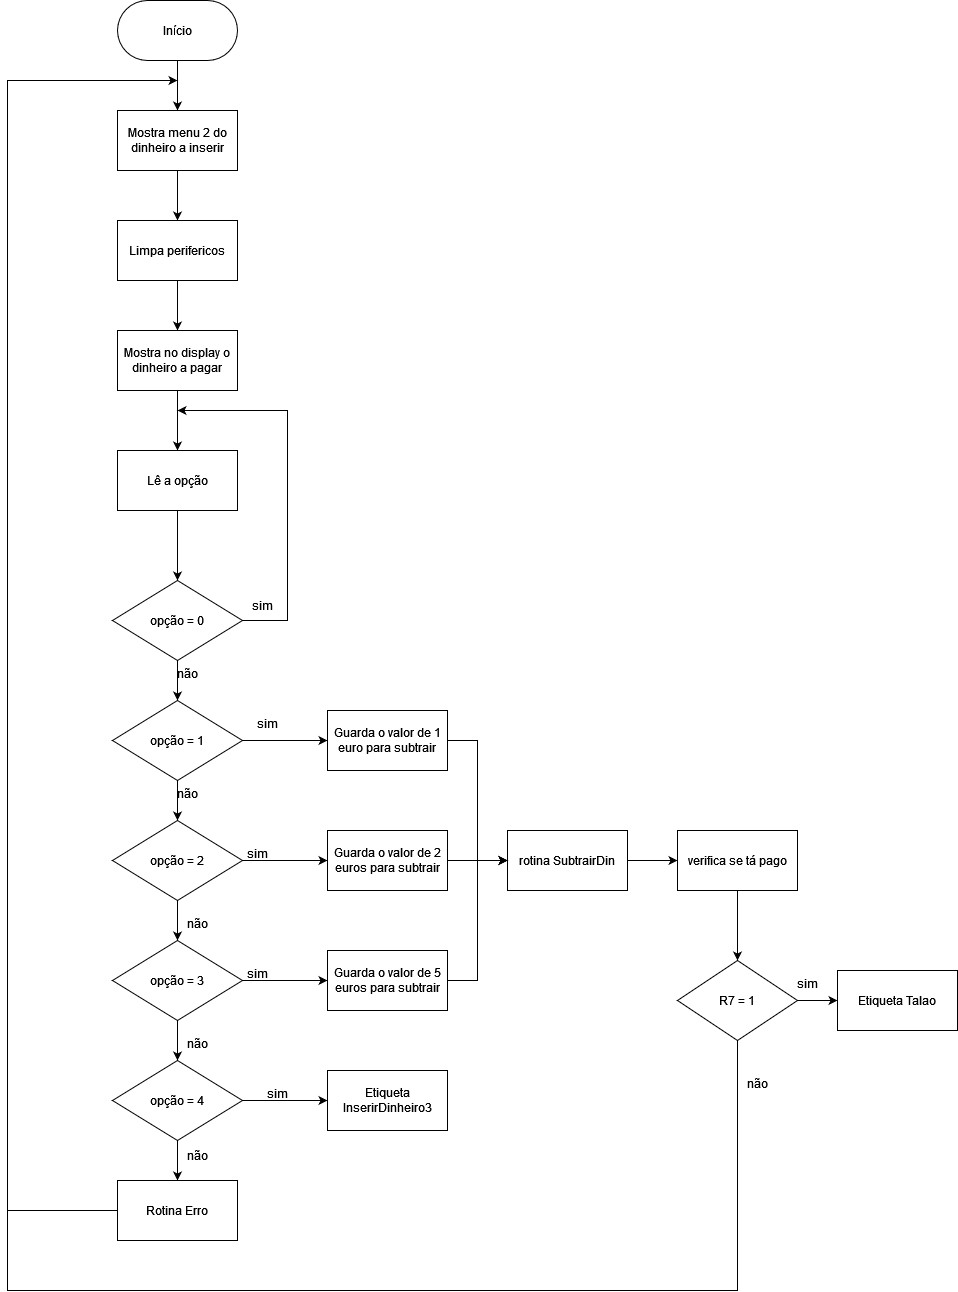 Início
Mostra menu 2 do
dinheiro a inserir
Limpa perifericos
Mostra no display o
dinheiro a pagar
Lê a opção
opção = 0
sim
não
opção = 1
sim
Guarda o valor de 1
euro para subtrair
não
opção = 2
sim
Guarda o valor de 2
euros para subtrair
rotina SubtrairDin
verifica se tá pago
não
opção = 3
sim
Guarda o valor de 5
euros para subtrair
R7 = 1
sim
Etiqueta Talao
não
não
opção = 4
sim
Etiqueta
InserirDinheiro3
não
Rotina Erro